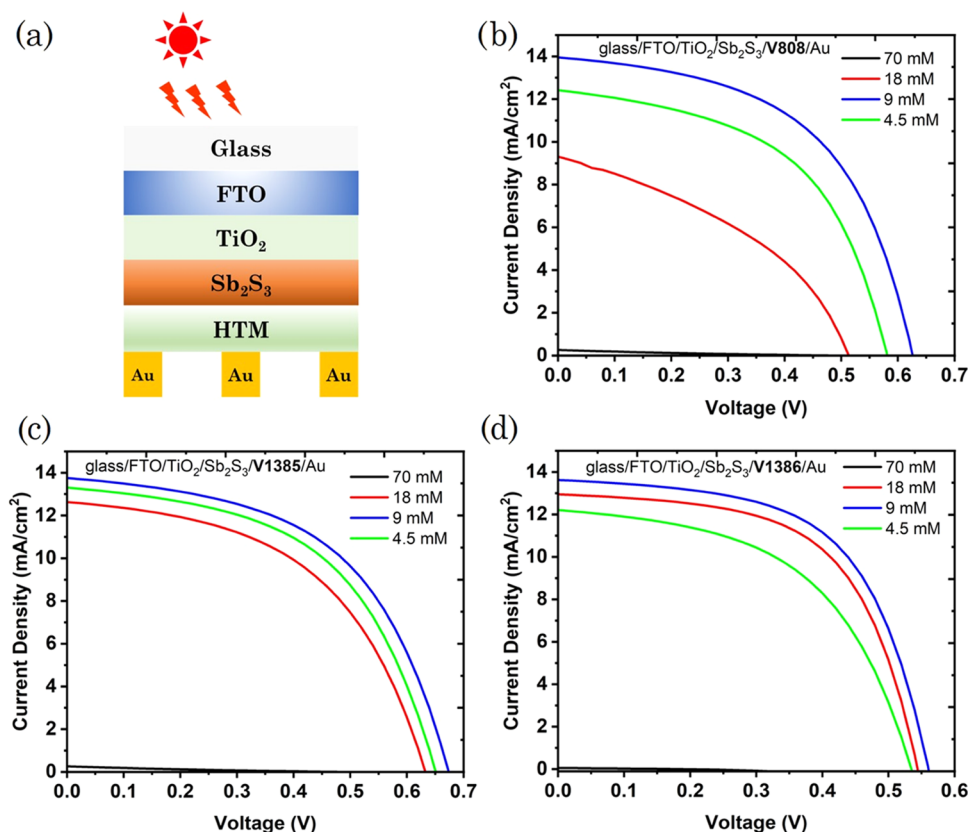 (a)
Glass
FTO
TiO₂
Sb₂S₃
HTM
Au Au Au
(b)
glass/FTO/TiO₂/Sb₂S₃/V808/Au
70 mM
18 mM
9 mM
4.5 mM
Current Density (mA/cm²)
14
12
10
8
6
4
2
0
0.0 0.1 0.2 0.3 0.4 0.5 0.6 0.7
Voltage (V)
(c)
glass/FTO/TiO₂/Sb₂S₃/V1385/Au
70 mM
18 mM
9 mM
4.5 mM
Current Density (mA/cm²)
14
12
10
8
6
4
2
0
0.0 0.1 0.2 0.3 0.4 0.5 0.6 0.7
Voltage (V)
(d)
glass/FTO/TiO₂/Sb₂S₃/V1386/Au
70 mM
18 mM
9 mM
4.5 mM
Current Density (mA/cm²)
14
12
10
8
6
4
2
0
0.0 0.1 0.2 0.3 0.4 0.5 0.6
Voltage (V)